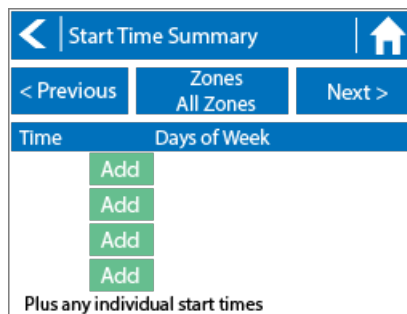 Start Time Summary
< Previous
Zones
All Zones
Next >
Time Days of Week
Add
Add
Add
Add
Plus any individual start times